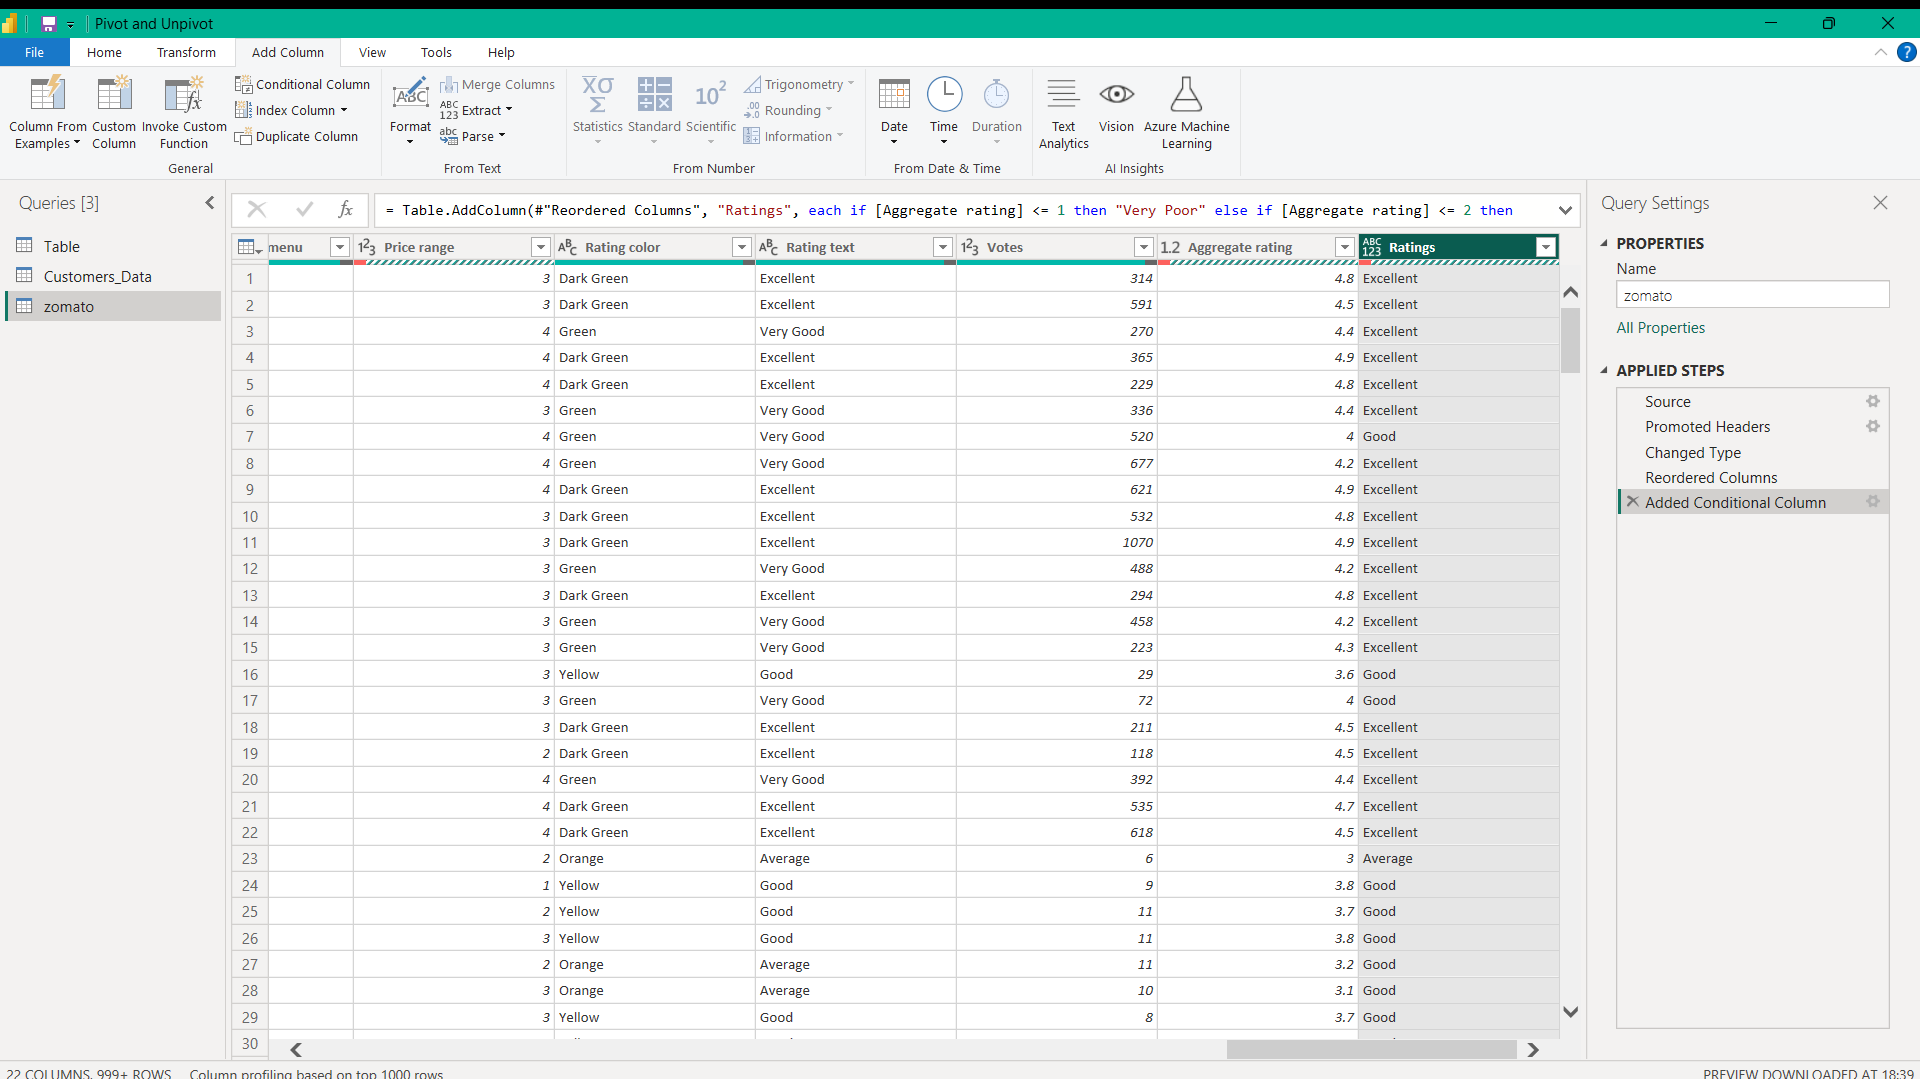 Pivot and Unpivot
File Home Transform Add Column View Tools Help
Column From Examples Custom Column Invoke Custom Function Conditional Column Index Column Duplicate Column General
Format Merge Columns Extract Parse From Text
Statistics Standard Scientific Trigonometry Rounding Information From Number
Date Time Duration From Date & Time
Text Analytics Vision Azure Machine Learning AI Insights
Queries [3]
Table
Customers_Data
zomato
= Table.AddColumn(#"Reordered Columns", "Ratings", each if [Aggregate rating] <= 1 then "Very Poor" else if [Aggregate rating] <= 2 then
menu 123 Price range ABC Rating color ABC Rating text 123 Votes 1.2 Aggregate rating ABC 123 Ratings
1 3 Dark Green Excellent 314 4.8 Excellent
2 3 Dark Green Excellent 591 4.5 Excellent
3 4 Green Very Good 270 4.4 Excellent
4 4 Dark Green Excellent 365 4.9 Excellent
5 4 Dark Green Excellent 229 4.8 Excellent
6 3 Green Very Good 336 4.4 Excellent
7 4 Green Very Good 520 4 Good
8 4 Green Very Good 677 4.2 Excellent
9 4 Dark Green Excellent 621 4.9 Excellent
10 3 Dark Green Excellent 532 4.8 Excellent
11 3 Dark Green Excellent 1070 4.9 Excellent
12 3 Green Very Good 488 4.2 Excellent
13 3 Dark Green Excellent 294 4.8 Excellent
14 3 Green Very Good 458 4.2 Excellent
15 3 Green Very Good 223 4.3 Excellent
16 3 Yellow Good 29 3.6 Good
17 3 Green Very Good 72 4 Good
18 3 Dark Green Excellent 211 4.5 Excellent
19 2 Dark Green Excellent 118 4.5 Excellent
20 4 Green Very Good 392 4.4 Excellent
21 4 Dark Green Excellent 535 4.7 Excellent
22 4 Dark Green Excellent 618 4.5 Excellent
23 2 Orange Average 6 3 Average
24 1 Yellow Good 9 3.8 Good
25 2 Yellow Good 11 3.7 Good
26 3 Yellow Good 11 3.8 Good
27 2 Orange Average 11 3.2 Good
28 3 Orange Average 10 3.1 Good
29 3 Yellow Good 8 3.7 Good
30
Query Settings
PROPERTIES
Name
zomato
All Properties
APPLIED STEPS
Source
Promoted Headers
Changed Type
Reordered Columns
Added Conditional Column
22 COLUMNS, 999+ ROWS Column profiling based on top 1000 rows PREVIEW DOWNLOADED AT 18:39